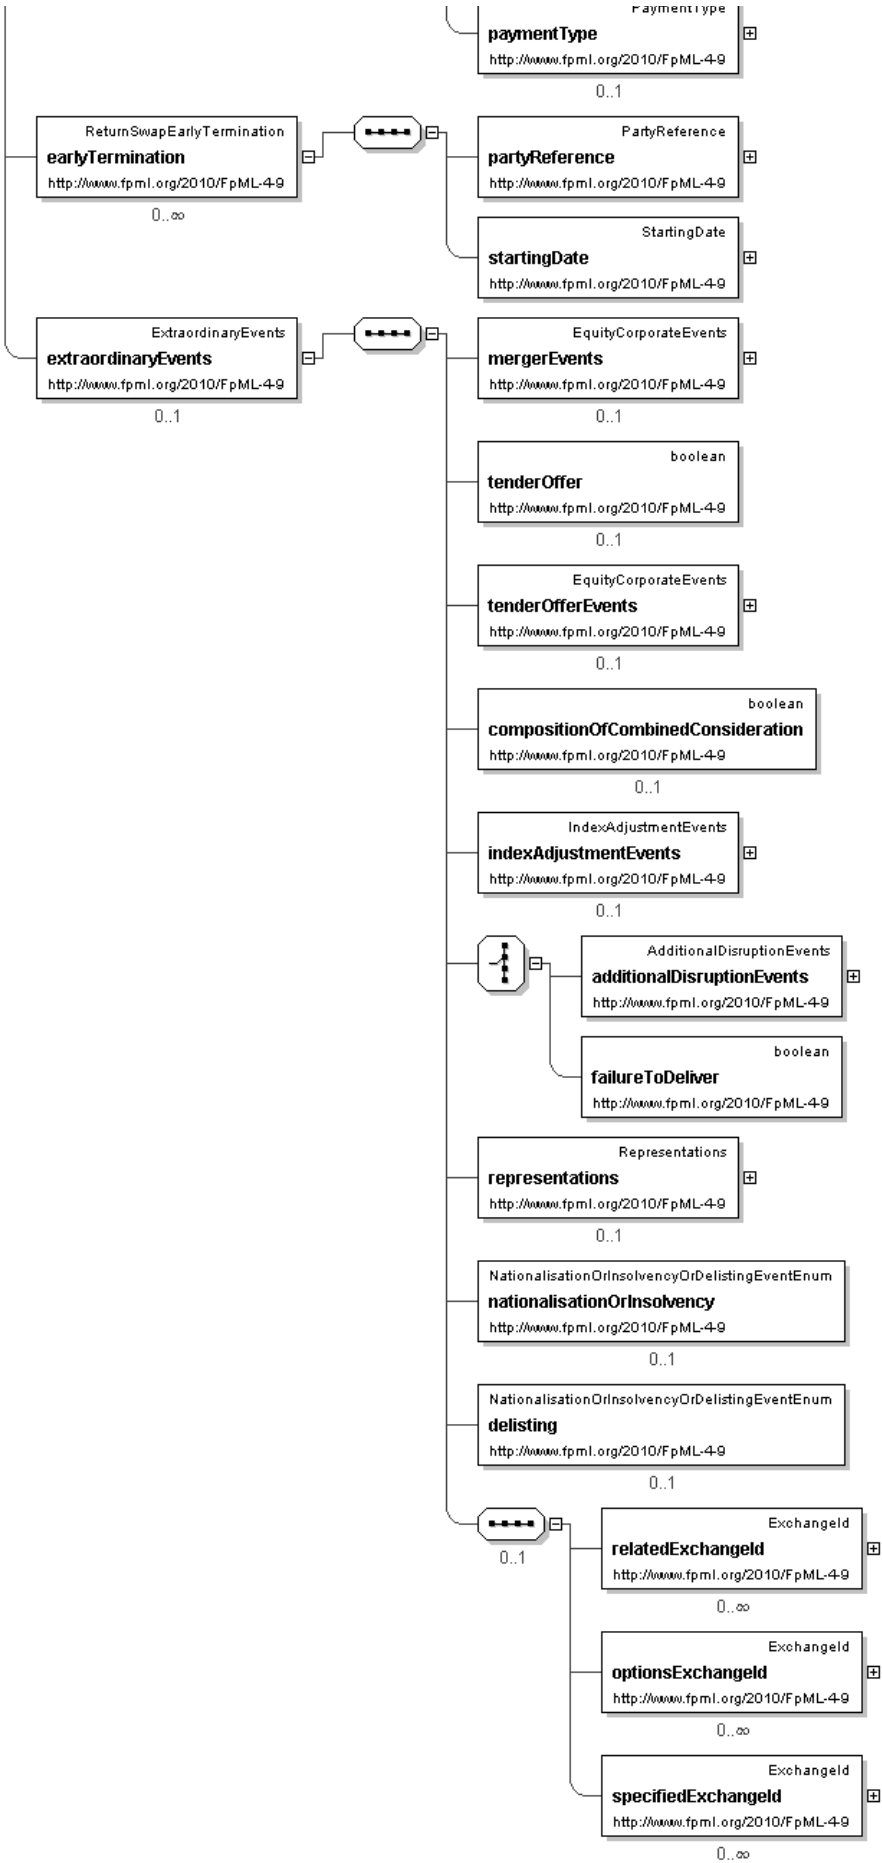 PaymentType
paymentType
http://www.fpml.org/2010/FpML-4-9
0..1
ReturnSwapEarlyTermination
earlyTermination
http://www.fpml.org/2010/FpML-4-9
0..∞
PartyReference
partyReference
http://www.fpml.org/2010/FpML-4-9
StartingDate
startingDate
http://www.fpml.org/2010/FpML-4-9
ExtraordinaryEvents
extraordinaryEvents
http://www.fpml.org/2010/FpML-4-9
0..1
EquityCorporateEvents
mergerEvents
http://www.fpml.org/2010/FpML-4-9
0..1
boolean
tenderOffer
http://www.fpml.org/2010/FpML-4-9
0..1
EquityCorporateEvents
tenderOfferEvents
http://www.fpml.org/2010/FpML-4-9
0..1
boolean
compositionOfCombinedConsideration
http://www.fpml.org/2010/FpML-4-9
0..1
IndexAdjustmentEvents
indexAdjustmentEvents
http://www.fpml.org/2010/FpML-4-9
0..1
AdditionalDisruptionEvents
additionalDisruptionEvents
http://www.fpml.org/2010/FpML-4-9
boolean
failureToDeliver
http://www.fpml.org/2010/FpML-4-9
Representations
representations
http://www.fpml.org/2010/FpML-4-9
0..1
NationalisationOrInsolvencyOrDelistingEventEnum
nationalisationOrInsolvency
http://www.fpml.org/2010/FpML-4-9
0..1
NationalisationOrInsolvencyOrDelistingEventEnum
delisting
http://www.fpml.org/2010/FpML-4-9
0..1
0..1
ExchangeId
relatedExchangeId
http://www.fpml.org/2010/FpML-4-9
0..∞
ExchangeId
optionsExchangeId
http://www.fpml.org/2010/FpML-4-9
0..∞
ExchangeId
specifiedExchangeId
http://www.fpml.org/2010/FpML-4-9
0..∞